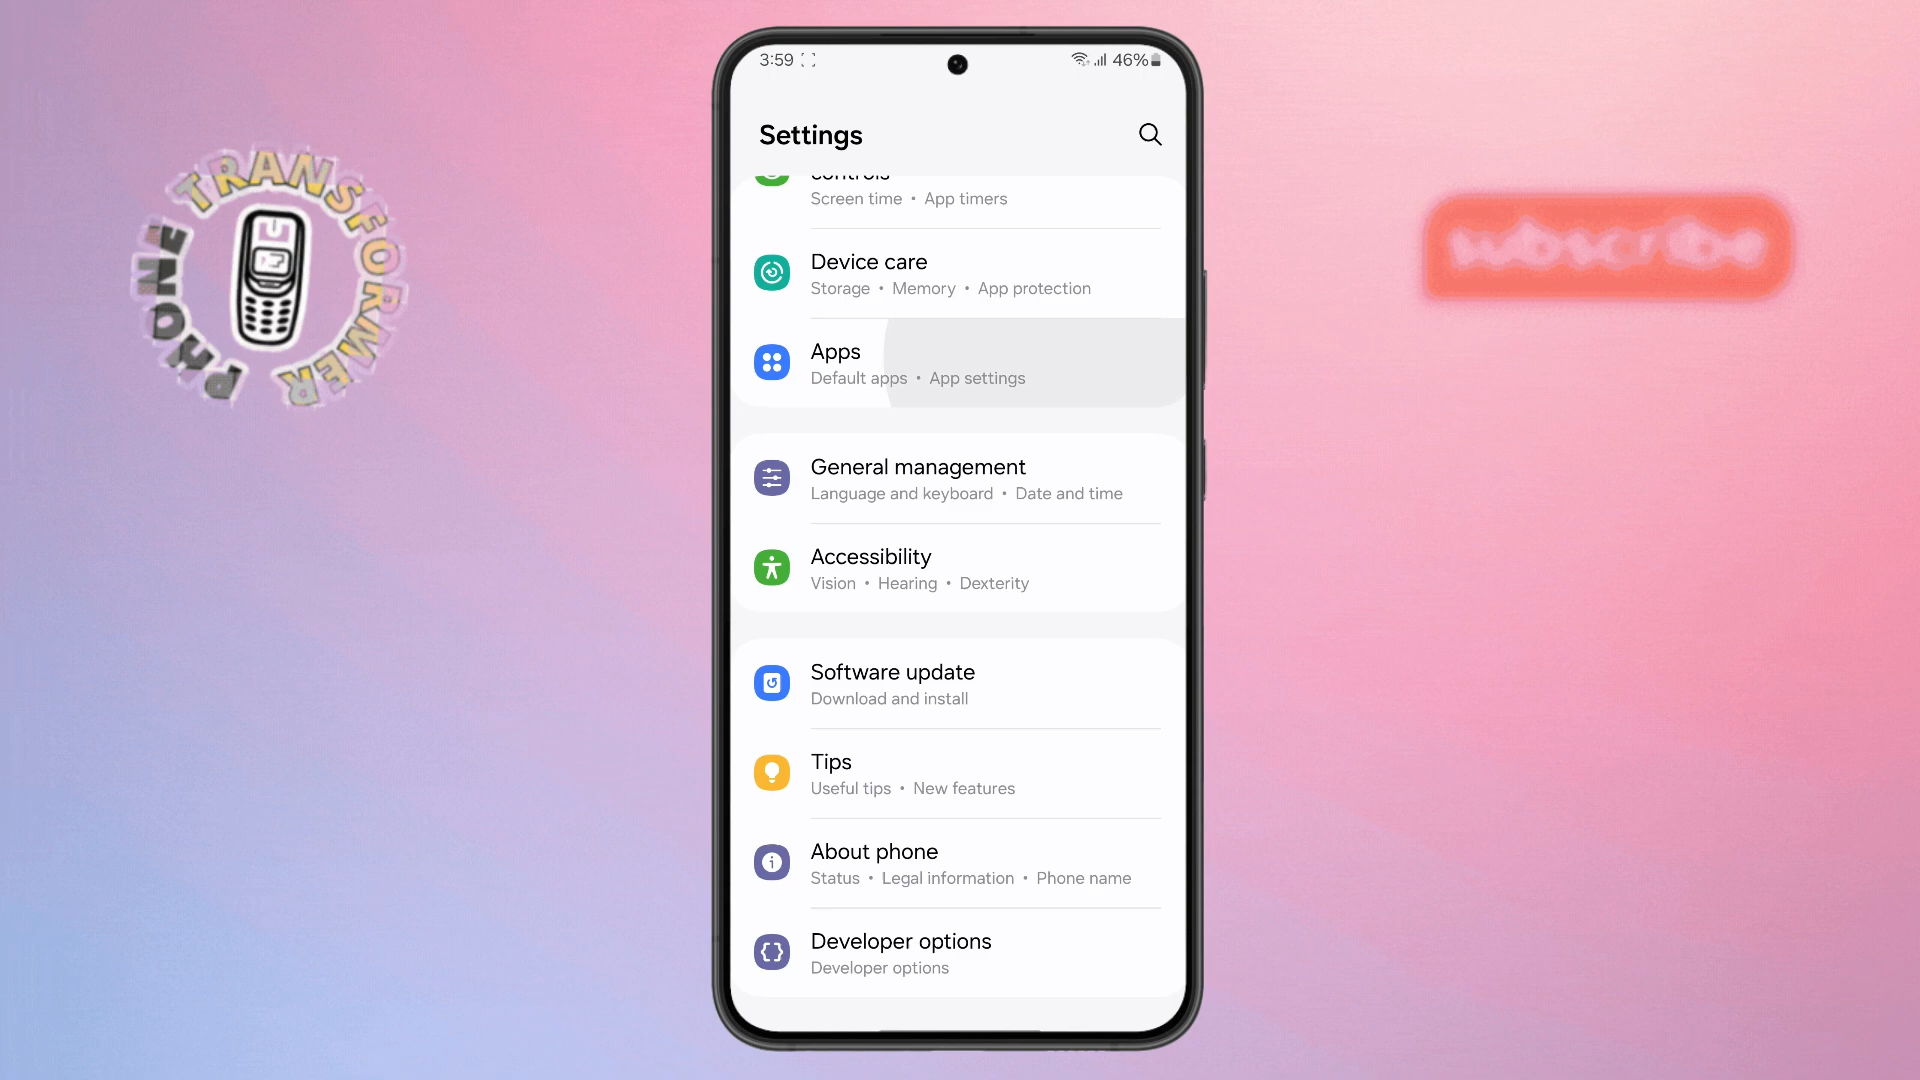 PHONE TRANSFORMER
subscribe
3:59
46%
Settings
controls
Screen time • App timers
Device care
Storage • Memory • App protection
Apps
Default apps • App settings
General management
Language and keyboard • Date and time
Accessibility
Vision • Hearing • Dexterity
Software update
Download and install
Tips
Useful tips • New features
About phone
Status • Legal information • Phone name
Developer options
Developer options